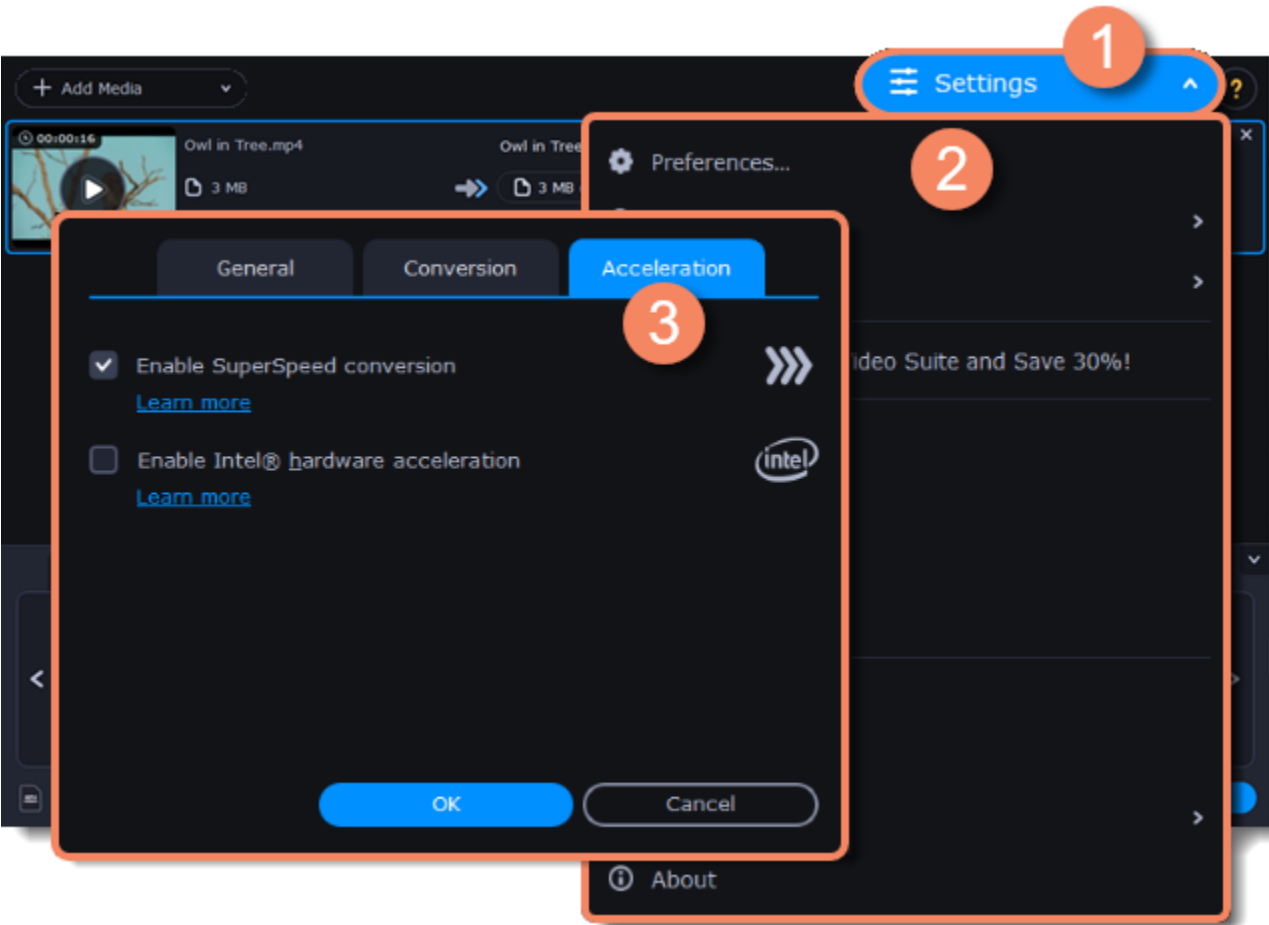 1
Settings
?
+ Add Media
00:00:16
Owl in Tree.mp4
Owl in Tree
3 MB
3 MB
2
Preferences...
General
Conversion
Acceleration
3
Enable SuperSpeed conversion
Learn more
ideo Suite and Save 30%!
Enable Intel® hardware acceleration
intel
Learn more
OK
Cancel
About